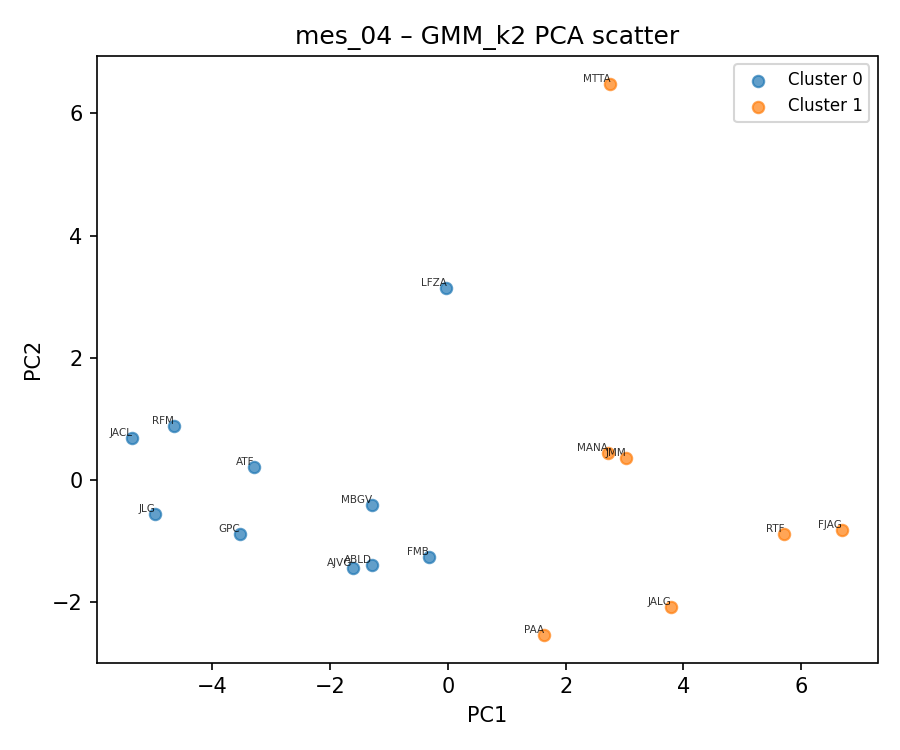 mes_04 – GMM_k2 PCA scatter
Cluster 0
Cluster 1
MTTA
LFZA
RFM
JACL
ATF
JLG
GPC
MBGV
AJVG
ABLD
FMB
MANA
JMM
RTF
FJAG
JALG
PAA
6
4
2
0
−2
PC2
−4
−2
0
2
4
6
PC1